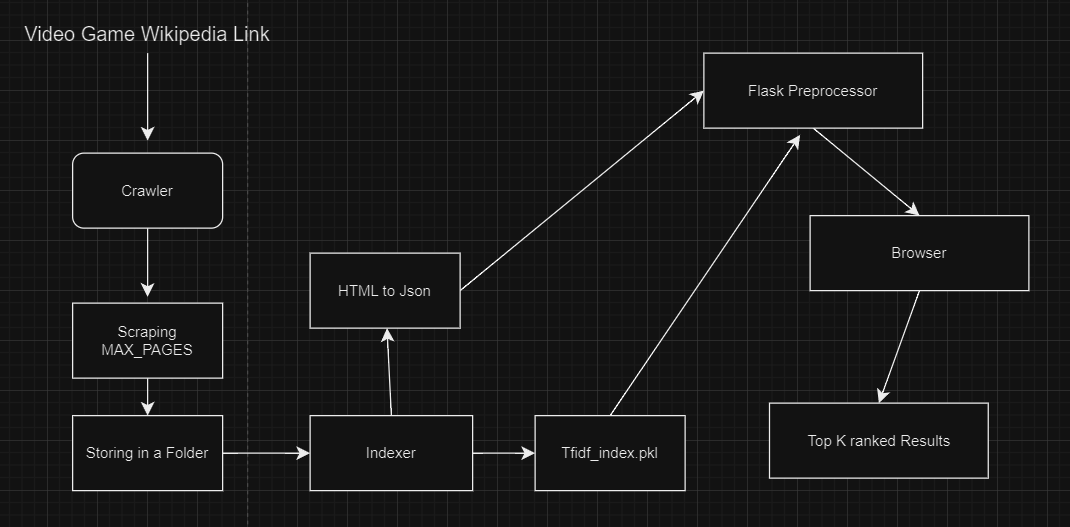 Video Game Wikipedia Link
Flask Preprocessor
Crawler
Browser
HTML to Json
Scraping
MAX_PAGES
Storing in a Folder
Indexer
Tfidf_index.pkl
Top K ranked Results